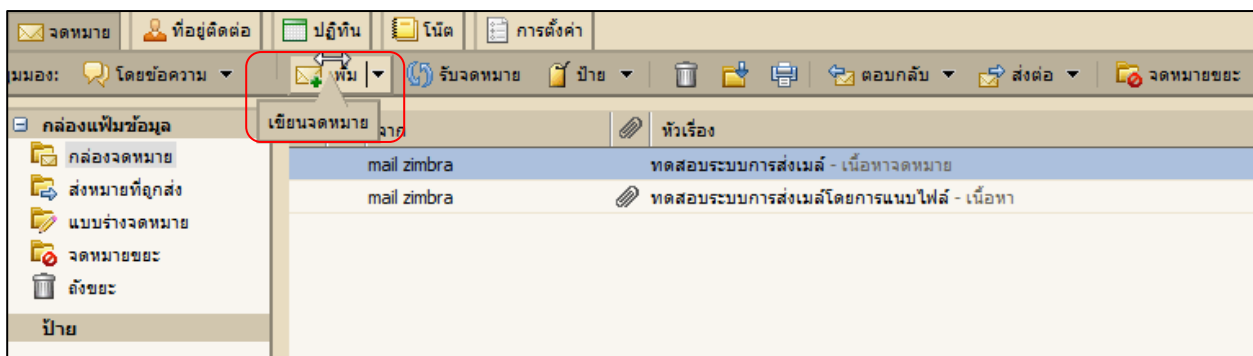 จดหมาย ที่อยู่ติดต่อ ปฏิทิน โน๊ต การตั้งค่า
โดยข้อความ รับจดหมาย ป้าย ตอบกลับ ส่งต่อ จดหมายขยะ
เขียนจดหมาย
กล่องแฟ้มข้อมูล จาก หัวเรื่อง
กล่องจดหมาย mail zimbra ทดสอบระบบการส่งเมล์ - เนื้อหาจดหมาย
ส่งหมายที่ถูกส่ง mail zimbra ทดสอบระบบการส่งเมล์โดยการแนบไฟล์ - เนื้อหา
แบบร่างจดหมาย
จดหมายขยะ
ถังขยะ
ป้าย